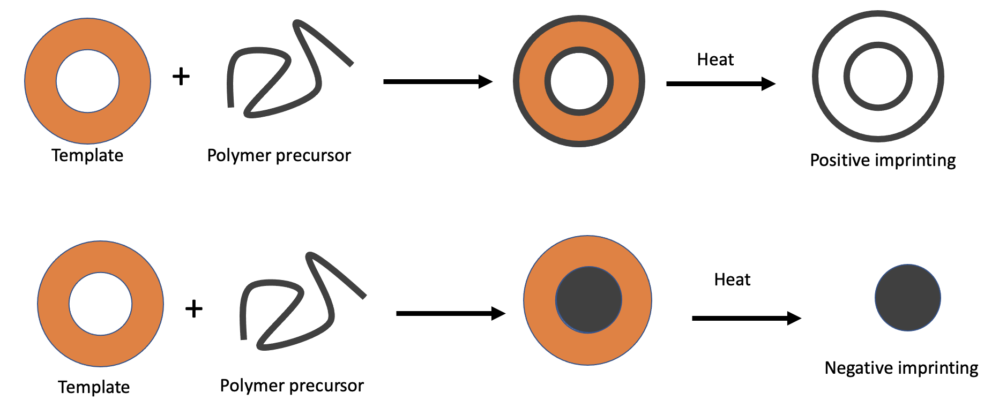 +
Heat
Template
Polymer precursor
Positive imprinting
+
Heat
Template
Polymer precursor
Negative imprinting